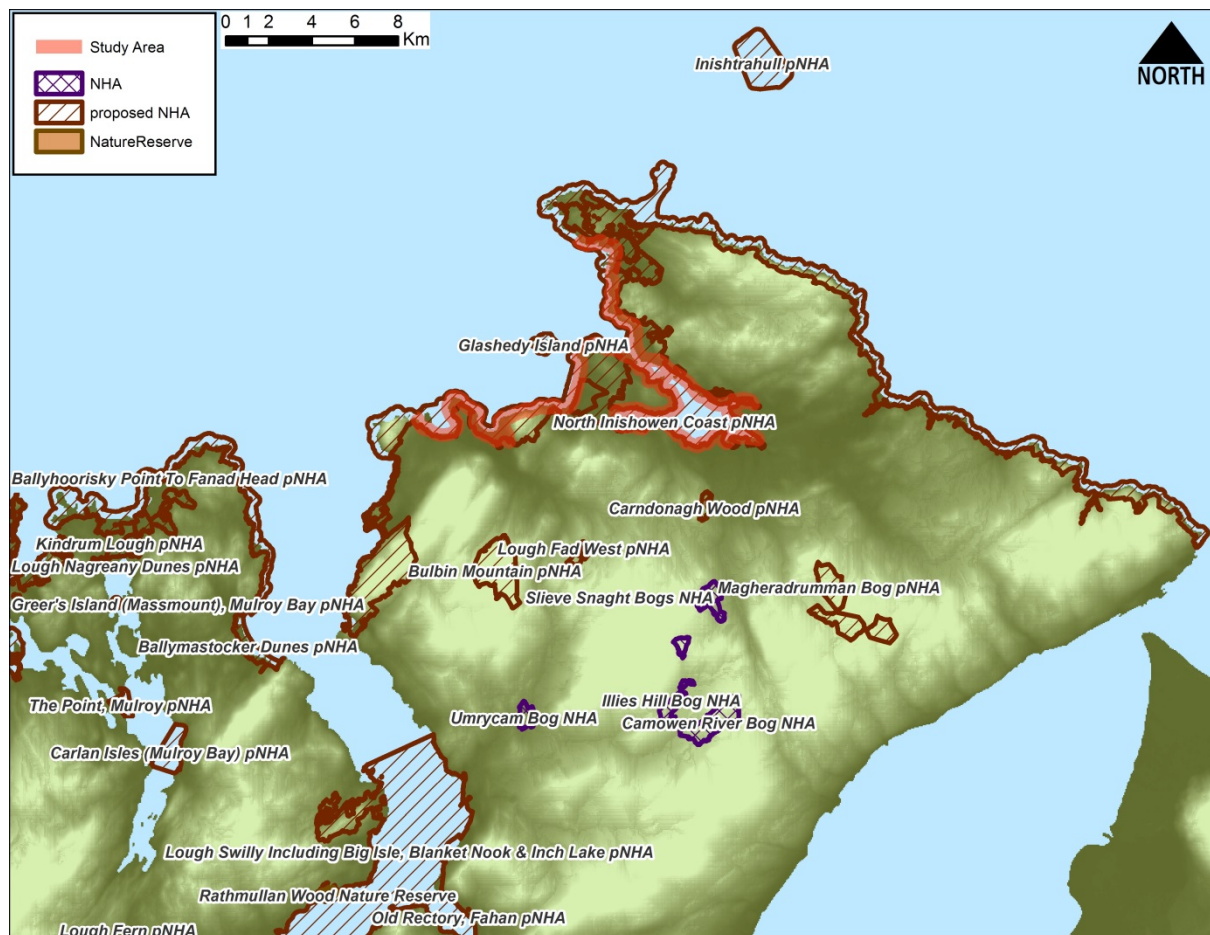 0 1 2 4 6 8
Km
Study Area
NHA
proposed NHA
NatureReserve
NORTH
Inishtrahull pNHA
Glashedy Island pNHA
North Inishowen Coast pNHA
Ballyhoorisky Point To Fanad Head pNHA
Carndonagh Wood pNHA
Kindrum Lough pNHA
Lough Fad West pNHA
Lough Nagreany Dunes pNHA
Bulbin Mountain pNHA
Magheradrumman Bog pNHA
Slieve Snaght Bogs NHA
Greer's Island (Massmount), Mulroy Bay pNHA
Ballymastocker Dunes pNHA
The Point, Mulroy pNHA
Illies Hill Bog NHA
Umrycam Bog NHA
Camowen River Bog NHA
Carlan Isles (Mulroy Bay) pNHA
Lough Swilly Including Big Isle, Blanket Nook & Inch Lake pNHA
Rathmullan Wood Nature Reserve
Old Rectory, Fahan pNHA
Lough Fern pNHA